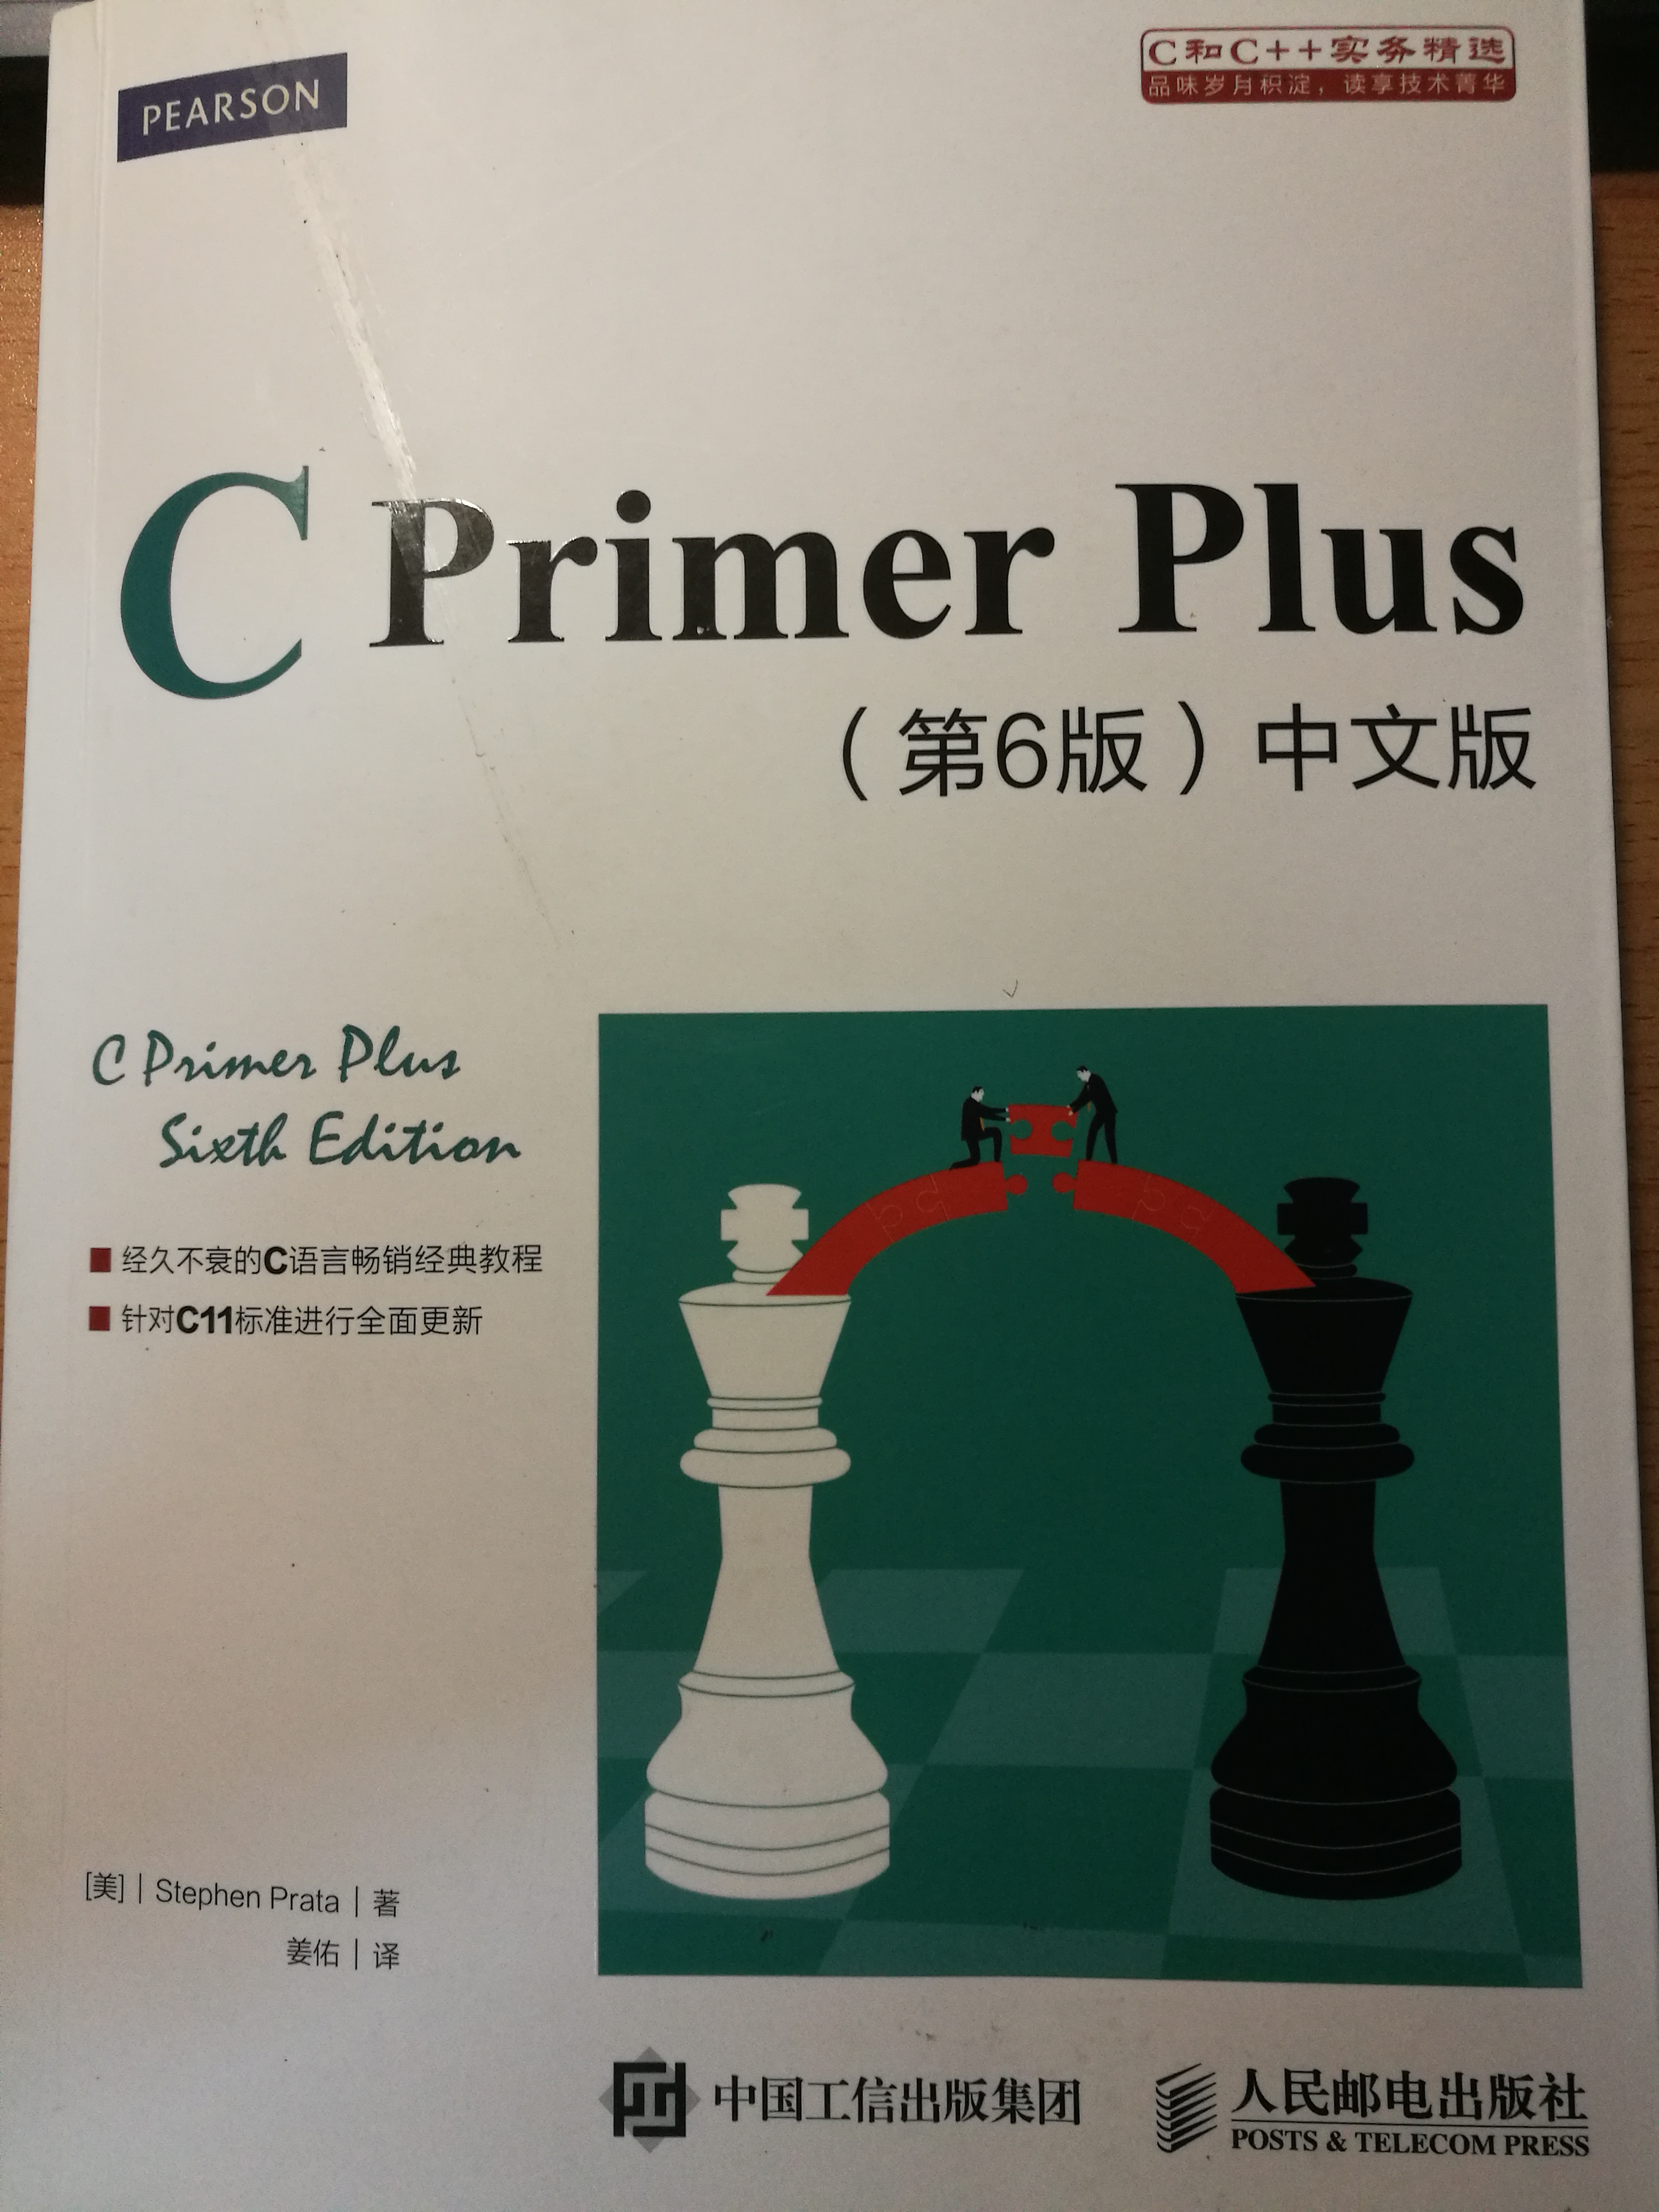 PEARSON
C和C++实务精选
品味岁月积淀，读享技术菁华
C Primer Plus
（第6版）中文版
C Primer Plus
Sixth Edition
经久不衰的C语言畅销经典教程
针对C11标准进行全面更新
[美] | Stephen Prata | 著
姜佑 | 译
中国工信出版集团
人民邮电出版社
POSTS & TELECOM PRESS